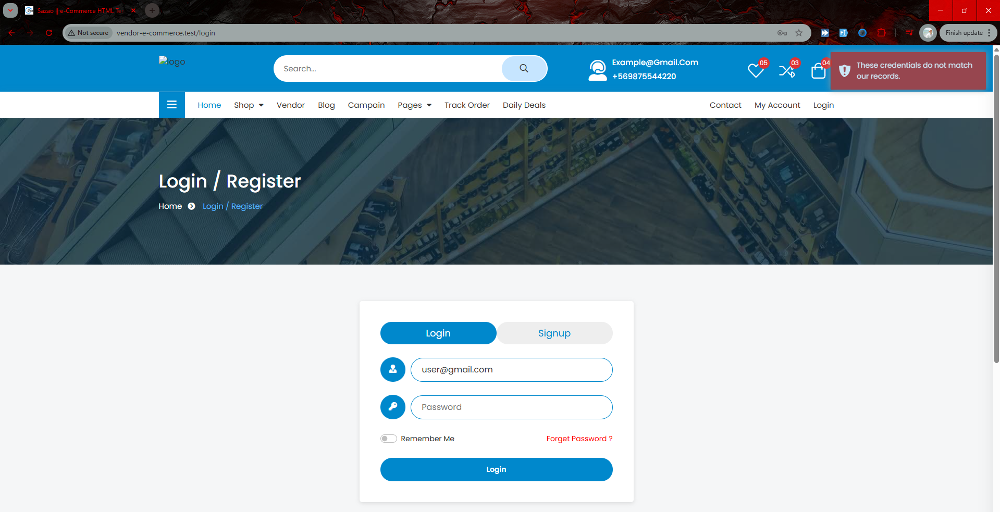 Sazao || e-Commerce HTML Te
Not secure
vendor-e-commerce.test/login
Finish update
logo
Search...
Example@Gmail.Com
+569875544220
05
03
04
These credentials do not match
our records.
Home
Shop
Vendor
Blog
Campain
Pages
Track Order
Daily Deals
Contact
My Account
Login
Login / Register
Home
Login / Register
Login
Signup
user@gmail.com
Password
Remember Me
Forget Password ?
Login